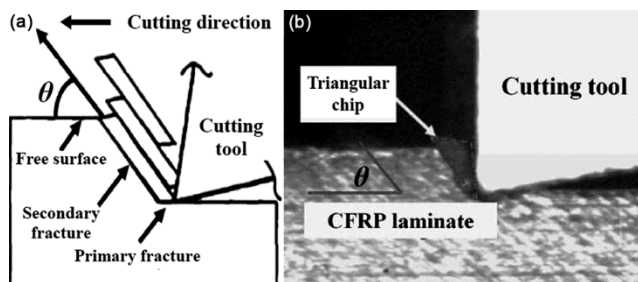 (a)
Cutting direction
θ
Cutting
tool
Free surface
Secondary
fracture
Primary fracture
(b)
Triangular
chip
Cutting tool
θ
CFRP laminate